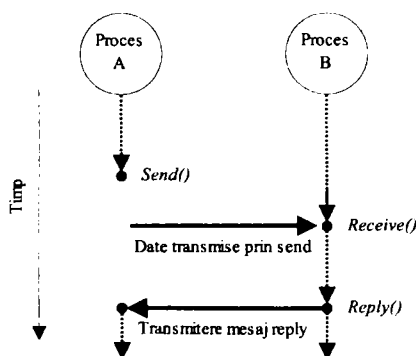 Proces
A
Proces
B
Timp
Send()
Date transmise prin send
Receive()
Reply()
Transmitere mesaj reply